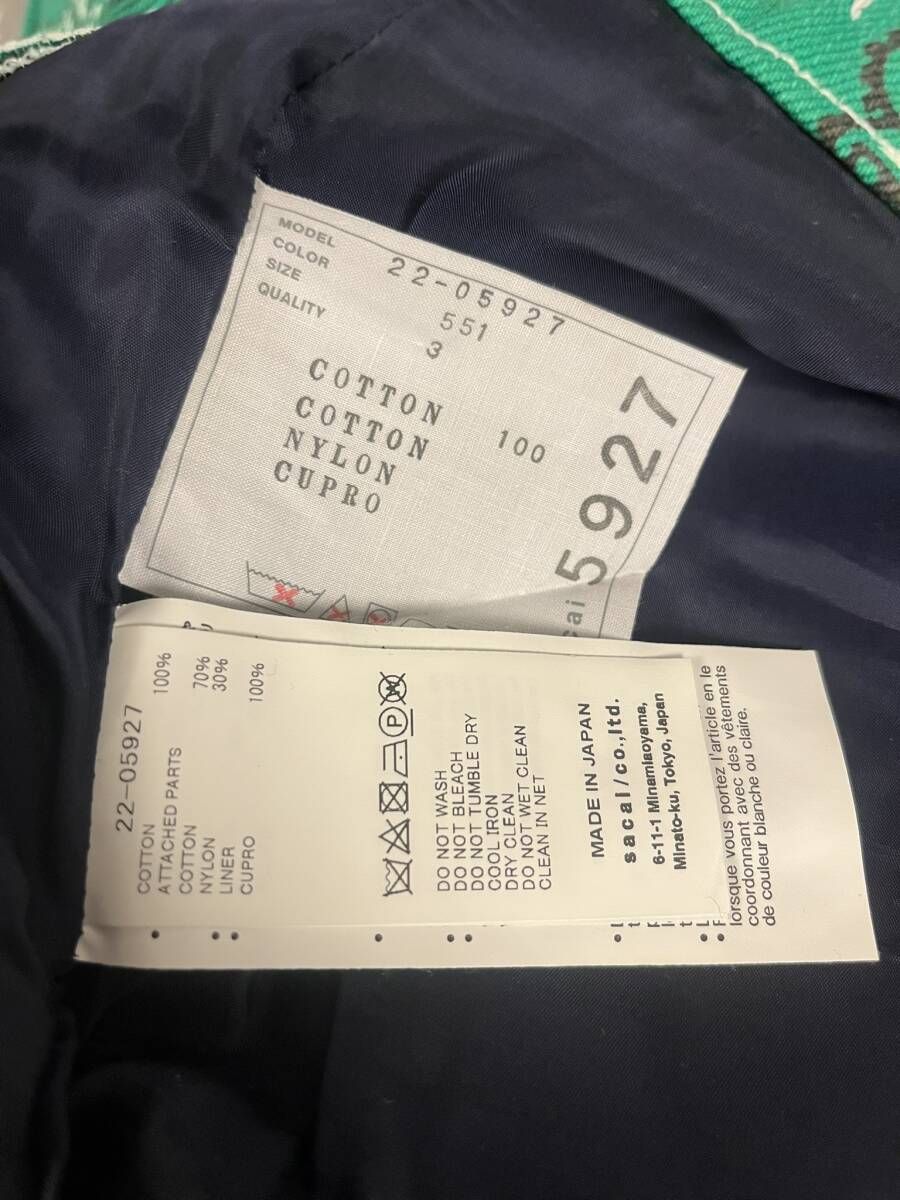 MODEL 22-05927
COLOR 551
SIZE 3
QUALITY
COTTON 100
COTTON
NYLON
CUPRO
5927
cai
22-05927
COTTON 100%
ATTACHED PARTS
COTTON 70%
NYLON 30%
LINER
CUPRO 100%
P W
DO NOT WASH
DO NOT BLEACH
DO NOT TUMBLE DRY
COOL IRON
DRY CLEAN
DO NOT WET CLEAN
CLEAN IN NET
MADE IN JAPAN
sacai/co.,ltd.
6-11-1 Minamiaoyama,
Minato-ku, Tokyo, Japan
lorsque vous portez l'article en le
coordonnant avec des vêtements
de couleur blanche ou claire.